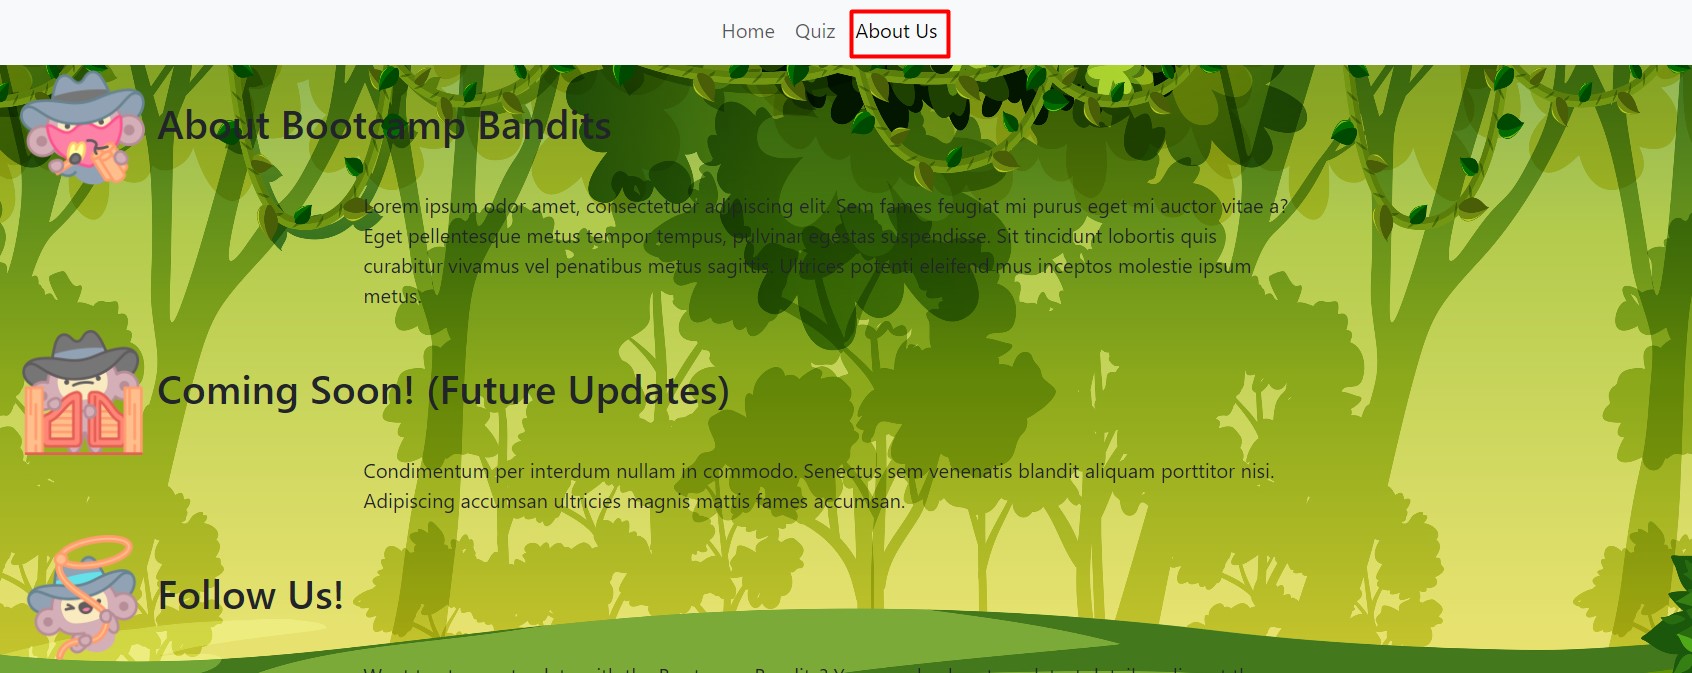 Home Quiz About Us
About Bootcamp Bandits
Lorem ipsum odor amet, consectetuer adipiscing elit. Sem fames feugiat mi purus eget mi auctor vitae a?
Eget pellentesque metus tempor tempus, pulvinar egestas suspendisse. Sit tincidunt lobortis quis
curabitur vivamus vel penatibus metus sagittis. Ultrices potenti eleifend mus inceptos molestie ipsum
metus.
Coming Soon! (Future Updates)
Condimentum per interdum nullam in commodo. Senectus sem venenatis blandit aliquam porttitor nisi.
Adipiscing accumsan ultricies magnis mattis fames accumsan.
Follow Us!